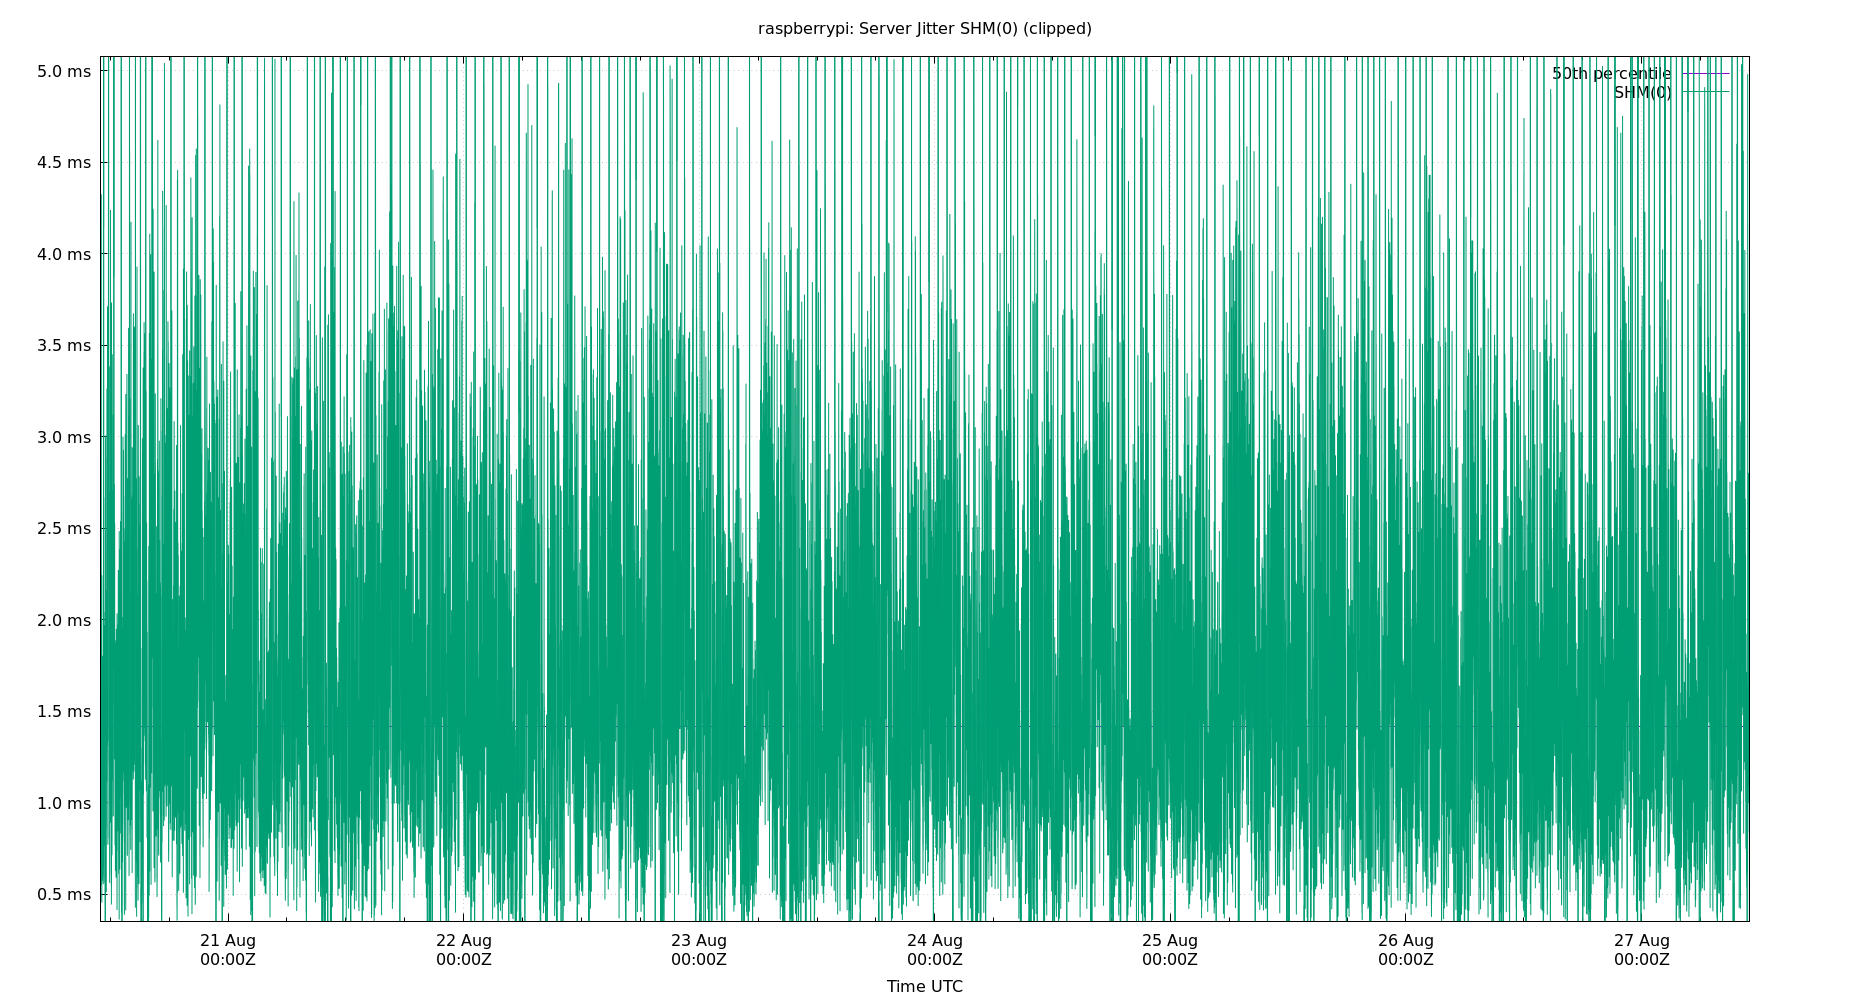 raspberrypi: Server Jitter SHM(0) (clipped)
5.0 ms
50th percentile
SHM(0)
4.5 ms
4.0 ms
3.5 ms
3.0 ms
2.5 ms
2.0 ms
1.5 ms
1.0 ms
0.5 ms
21 Aug 22 Aug 23 Aug 24 Aug 25 Aug 26 Aug 27 Aug
00:00Z 00:00Z 00:00Z 00:00Z 00:00Z 00:00Z 00:00Z
Time UTC